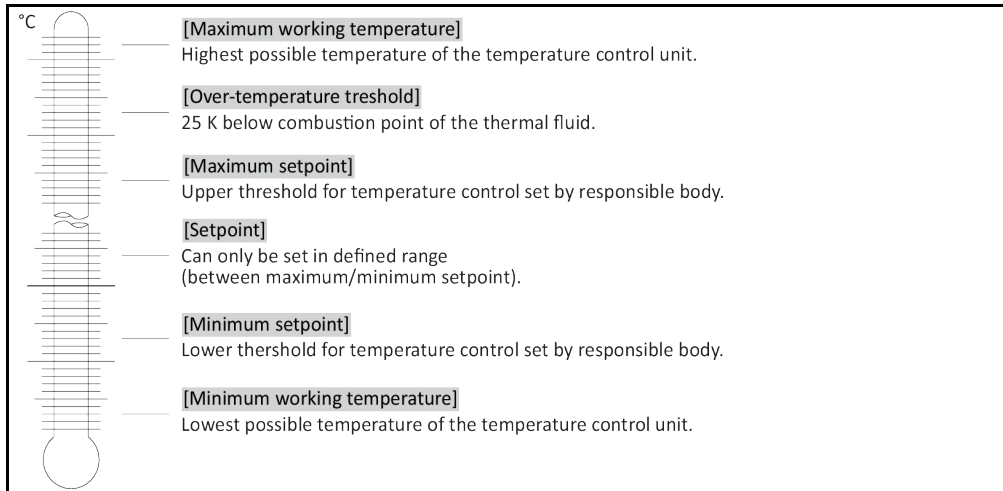 °C
[Maximum working temperature]
Highest possible temperature of the temperature control unit.
[Over-temperature treshold]
25 K below combustion point of the thermal fluid.
[Maximum setpoint]
Upper threshold for temperature control set by responsible body.
[Setpoint]
Can only be set in defined range
(between maximum/minimum setpoint).
[Minimum setpoint]
Lower thershold for temperature control set by responsible body.
[Minimum working temperature]
Lowest possible temperature of the temperature control unit.